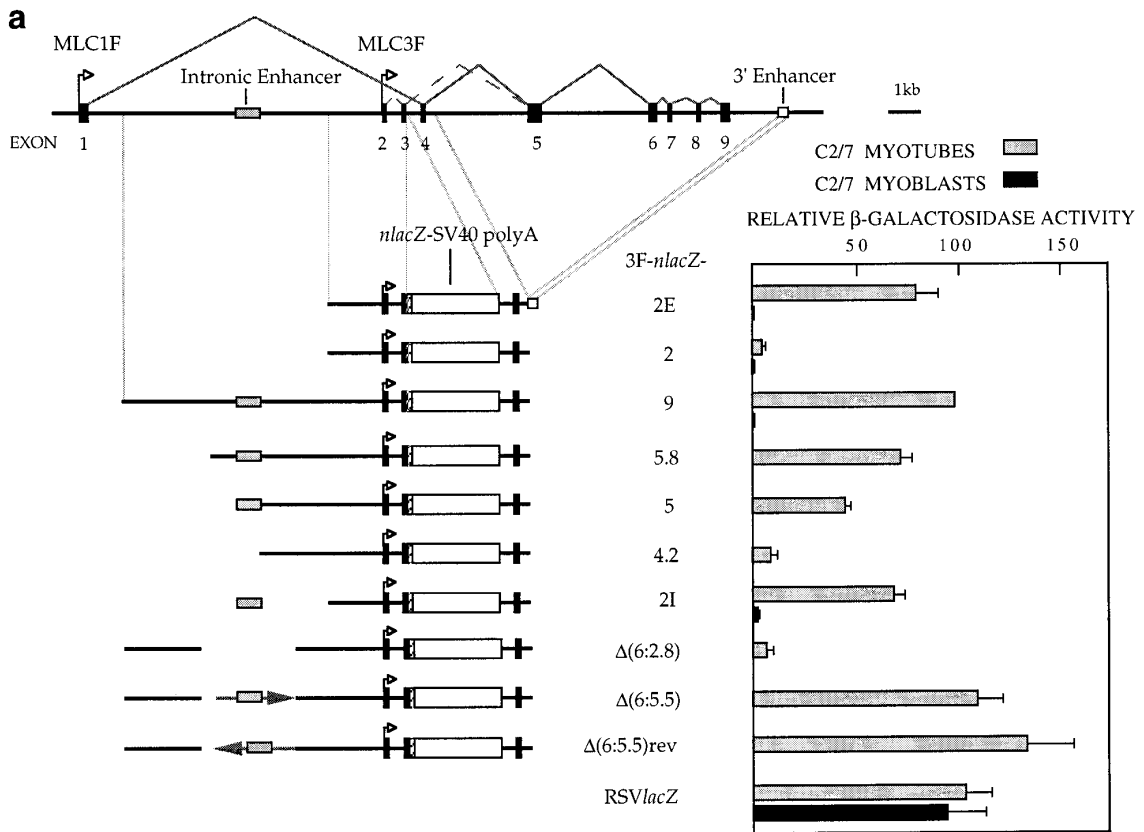 a
MLC1F
MLC3F
Intronic Enhancer
3' Enhancer
1kb
EXON 1 2 3 4 5 6 7 8 9
C2/7 MYOTUBES
C2/7 MYOBLASTS
RELATIVE β-GALACTOSIDASE ACTIVITY
50 100 150
nlacZ-SV40 polyA
3F-nlacZ-
2E
2
9
5.8
5
4.2
2I
Δ(6:2.8)
Δ(6:5.5)
Δ(6:5.5)rev
RSVlacZ